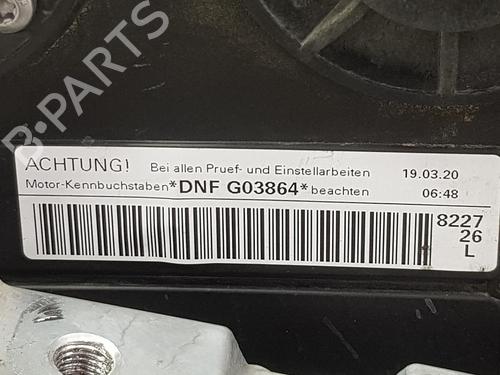 B-PARTS
ACHTUNG! Bei allen Pruef- und Einstellarbeiten 19.03.20
Motor-Kennbuchstaben*DNF G03864*beachten 06:48
8227
26
L